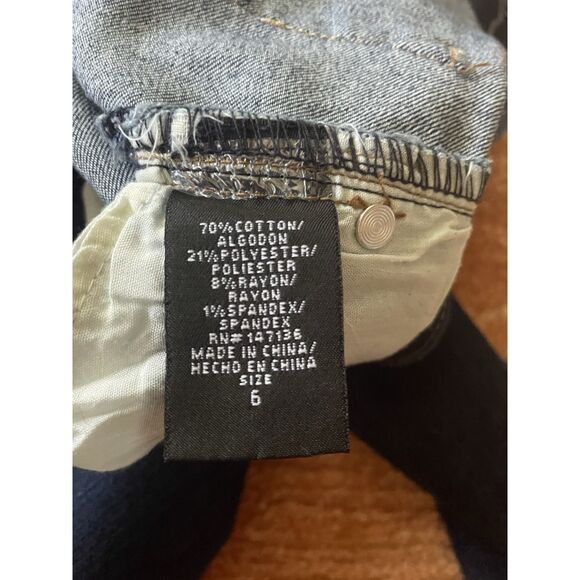 70%COTTON/
ALGODON
21%POLYESTER/
POLIESTER
8%RAYON/
RAYON
1%SPANDEX/
SPANDEX
RN# 147136
MADE IN CHINA/
HECHO EN CHINA
SIZE
6